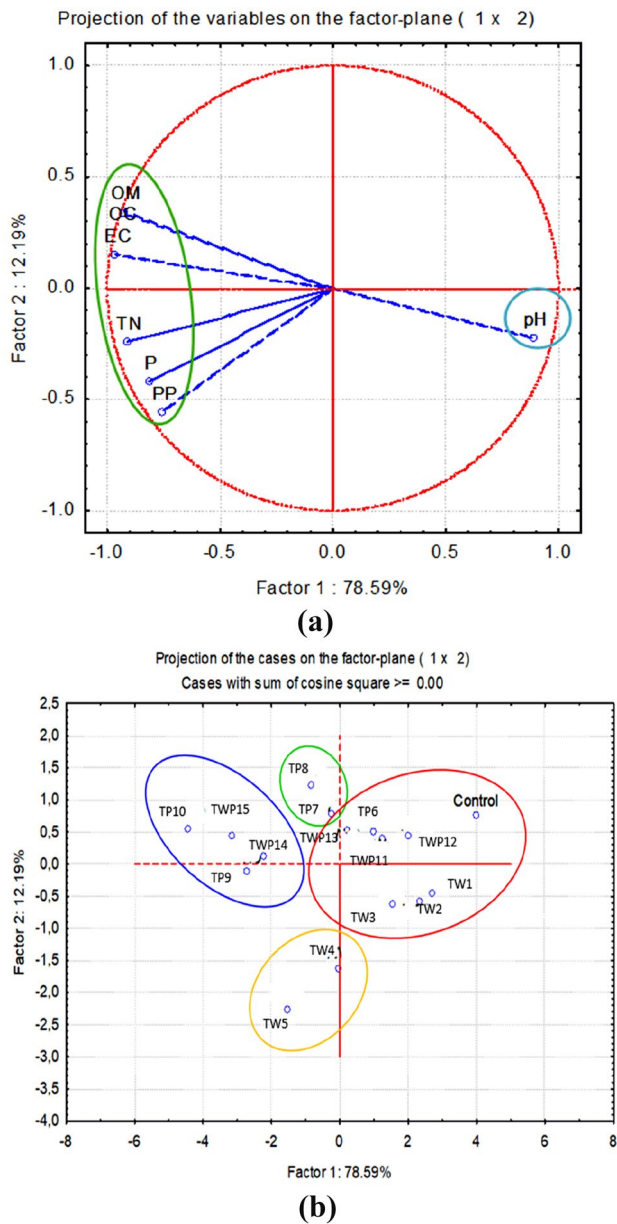 Projection of the variables on the factor-plane ( 1 x 2)
1.0
0.5
0.0
-0.5
-1.0
Factor 2 : 12.19%
OM
OC
EC
TN
P
PP
pH
-1.0 -0.5 0.0 0.5 1.0
Factor 1 : 78.59%
(a)
Projection of the cases on the factor-plane ( 1 x 2)
Cases with sum of cosine square >= 0.00
2.5
2.0
1.5
1.0
0.5
0.0
-0.5
-1.0
-1.5
-2.0
-2.5
-3.0
-3.5
-4.0
Factor 2: 12.19%
TP8
TP10 TWP15 TP7 TP6 Control
TWP13 TWP12
TWP14 TWP11
TP9
TW1
TW3 TW2
TW4
TW5
-8 -6 -4 -2 0 2 4 6 8
Factor 1: 78.59%
(b)